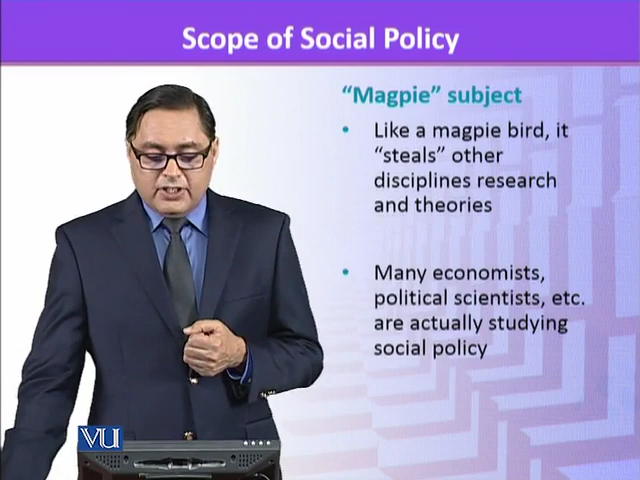 Scope of Social Policy
“Magpie” subject
• Like a magpie bird, it
“steals” other
disciplines research
and theories
• Many economists,
political scientists, etc.
are actually studying
social policy
VU